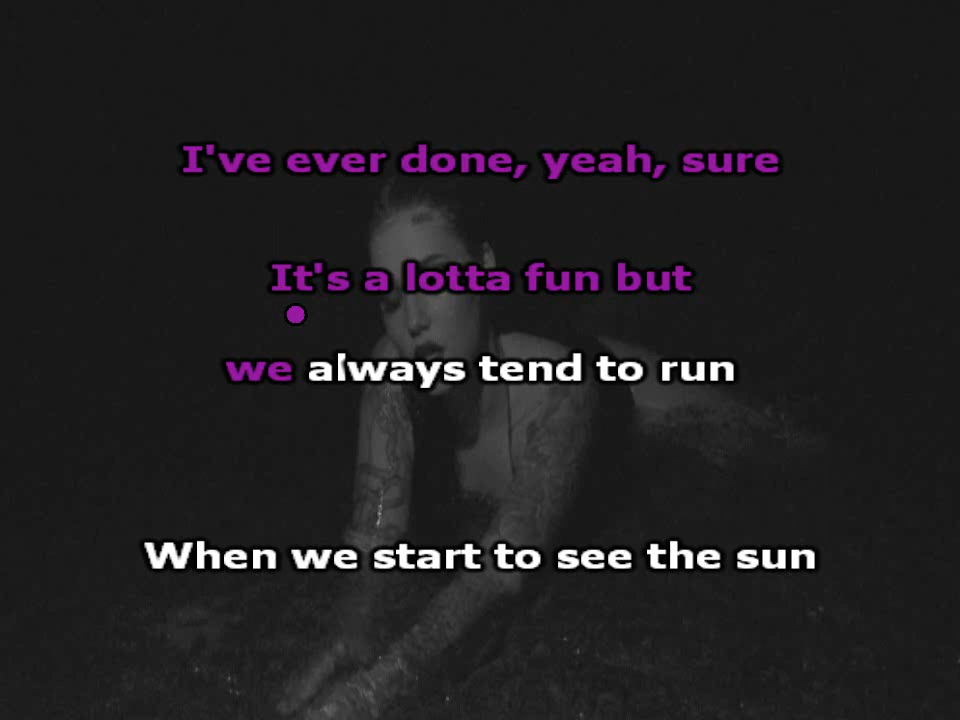 I've ever done, yeah, sure
It's a lotta fun but
we always tend to run
When we start to see the sun